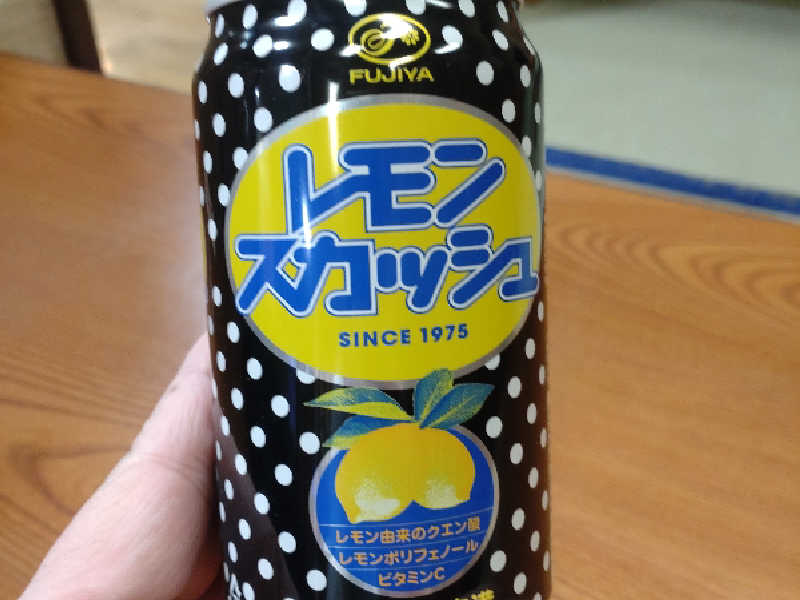 FUJIYA
レモン
スカッシュ
SINCE 1975
レモン由来のクエン酸
レモンポリフェノール
ビタミンC